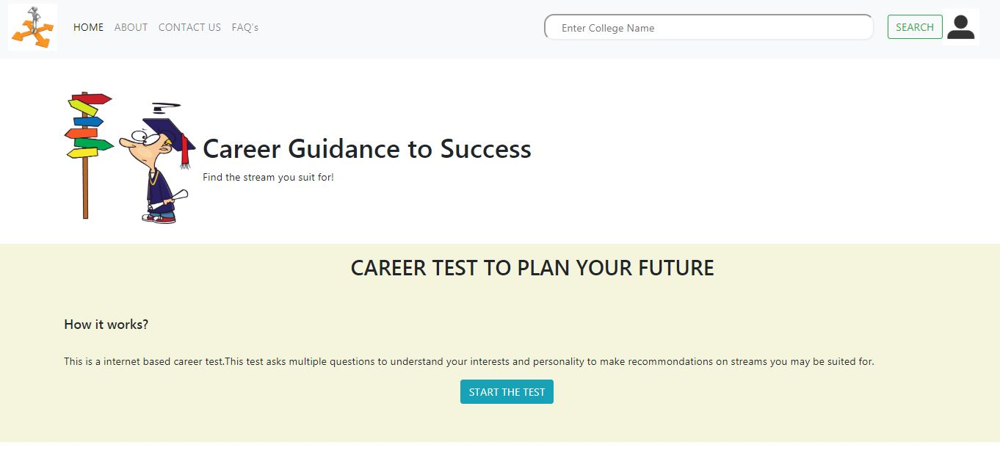 HOME ABOUT CONTACT US FAQ's Enter College Name SEARCH
Career Guidance to Success
Find the stream you suit for!
CAREER TEST TO PLAN YOUR FUTURE
How it works?
This is a internet based career test.This test asks multiple questions to understand your interests and personality to make recommondations on streams you may be suited for.
START THE TEST